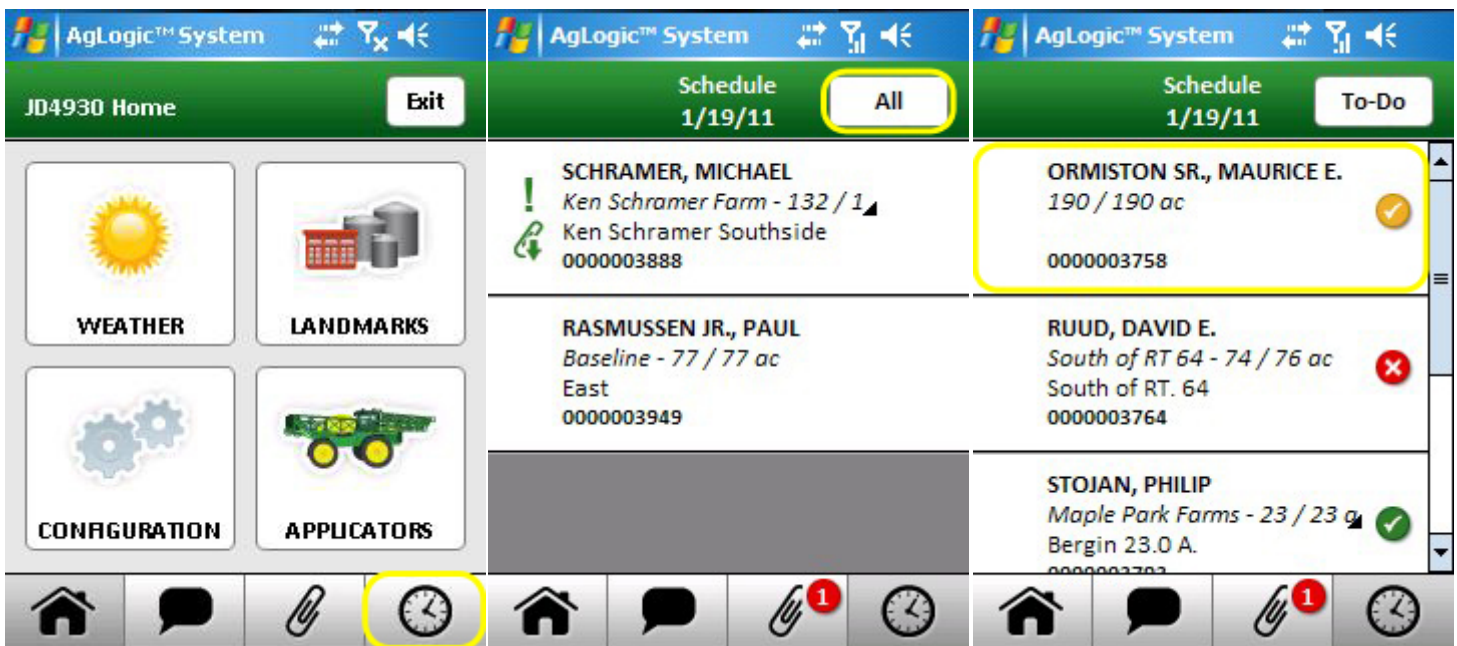 AgLogic™ System
JD4930 Home
Exit
WEATHER
LANDMARKS
CONFIGURATION
APPLICATORS
AgLogic™ System
Schedule
1/19/11
All
SCHRAMER, MICHAEL
Ken Schramer Farm - 132 / 1
Ken Schramer Southside
0000003888
RASMUSSEN JR., PAUL
Baseline - 77 / 77 ac
East
0000003949
1
AgLogic™ System
Schedule
1/19/11
To-Do
ORMISTON SR., MAURICE E.
190 / 190 ac
0000003758
RUUD, DAVID E.
South of RT 64 - 74 / 76 ac
South of RT. 64
0000003764
STOJAN, PHILIP
Maple Park Farms - 23 / 23 a
Bergin 23.0 A.
1